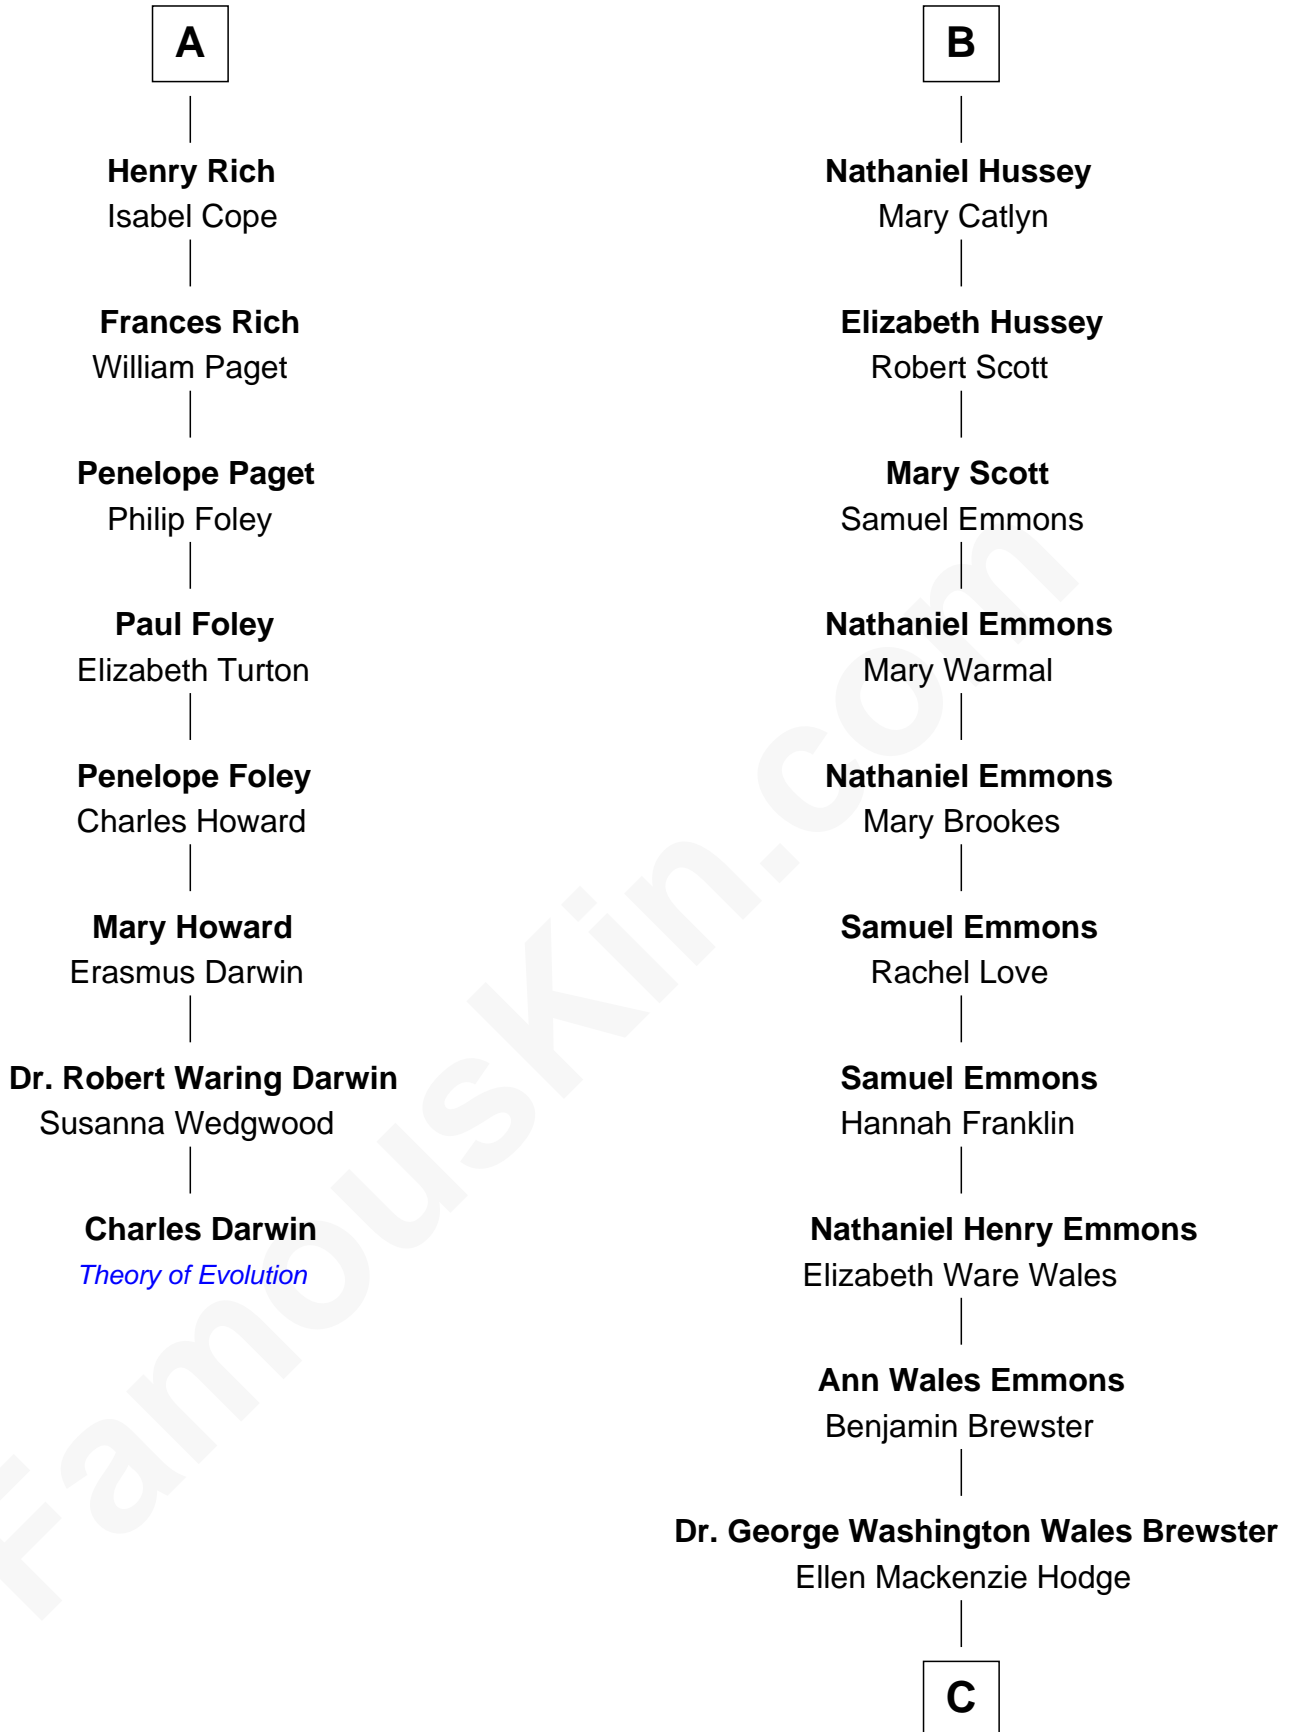 A
Henry Rich
Isabel Cope
Frances Rich
William Paget
Penelope Paget
Philip Foley
Paul Foley
Elizabeth Turton
Penelope Foley
Charles Howard
Mary Howard
Erasmus Darwin
Dr. Robert Waring Darwin
Susanna Wedgwood
Charles Darwin
Theory of Evolution
B
Nathaniel Hussey
Mary Catlyn
Elizabeth Hussey
Robert Scott
Mary Scott
Samuel Emmons
Nathaniel Emmons
Mary Warmal
Nathaniel Emmons
Mary Brookes
Samuel Emmons
Rachel Love
Samuel Emmons
Hannah Franklin
Nathaniel Henry Emmons
Elizabeth Ware Wales
Ann Wales Emmons
Benjamin Brewster
Dr. George Washington Wales Brewster
Ellen Mackenzie Hodge
C
FamousKin.com